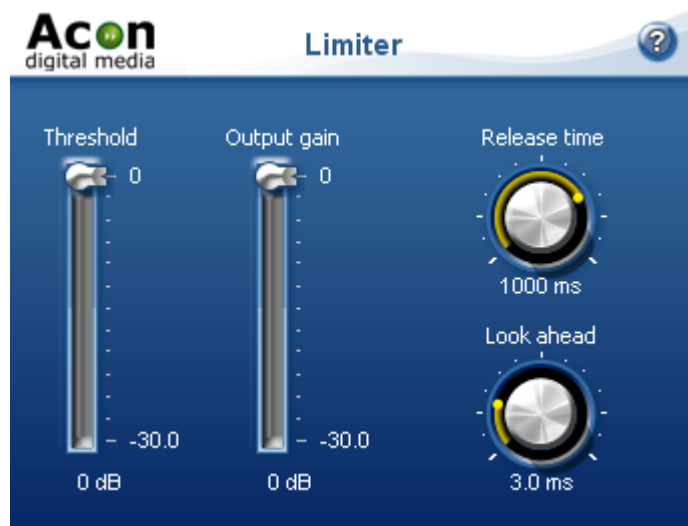 Acon
digital media
Limiter
?
Threshold
0
-30.0
0 dB
Output gain
0
-30.0
0 dB
Release time
1000 ms
Look ahead
3.0 ms